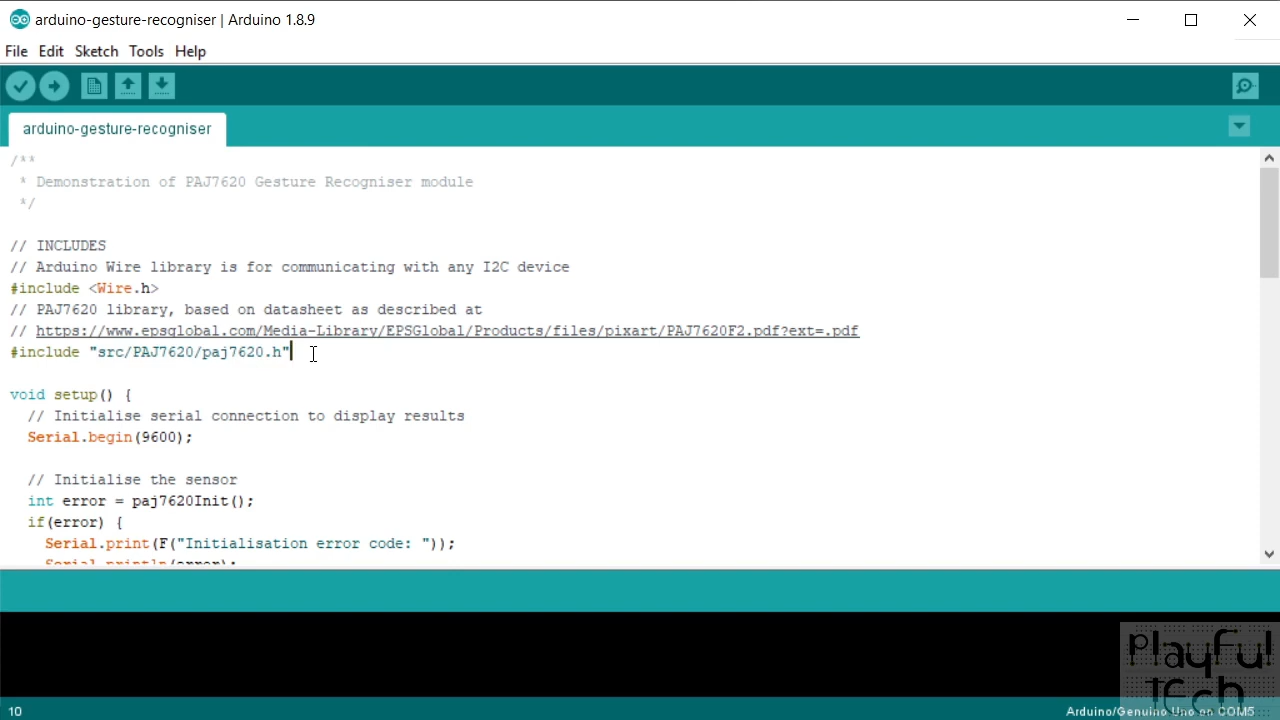 arduino-gesture-recogniser | Arduino 1.8.9
File Edit Sketch Tools Help
arduino-gesture-recogniser
/**
 * Demonstration of PAJ7620 Gesture Recogniser module
 */
// INCLUDES
// Arduino Wire library is for communicating with any I2C device
#include <Wire.h>
// PAJ7620 library, based on datasheet as described at
// https://www.epsglobal.com/Media-Library/EPSGlobal/Products/files/pixart/PAJ7620F2.pdf?ext=.pdf
#include "src/PAJ7620/paj7620.h"
void setup() {
  // Initialise serial connection to display results
  Serial.begin(9600);
  // Initialise the sensor
  int error = paj7620Init();
  if(error) {
    Serial.print(F("Initialisation error code: "));
    Serial.println(error);
Playful
Tech
10
Arduino/Genuino Uno on COM5